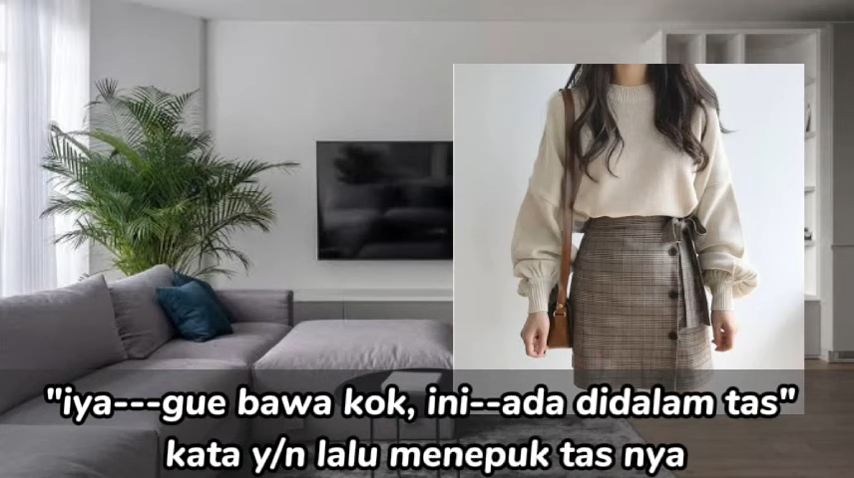 "iya---gue bawa kok, ini--ada didalam tas"
kata y/n lalu menepuk tas nya